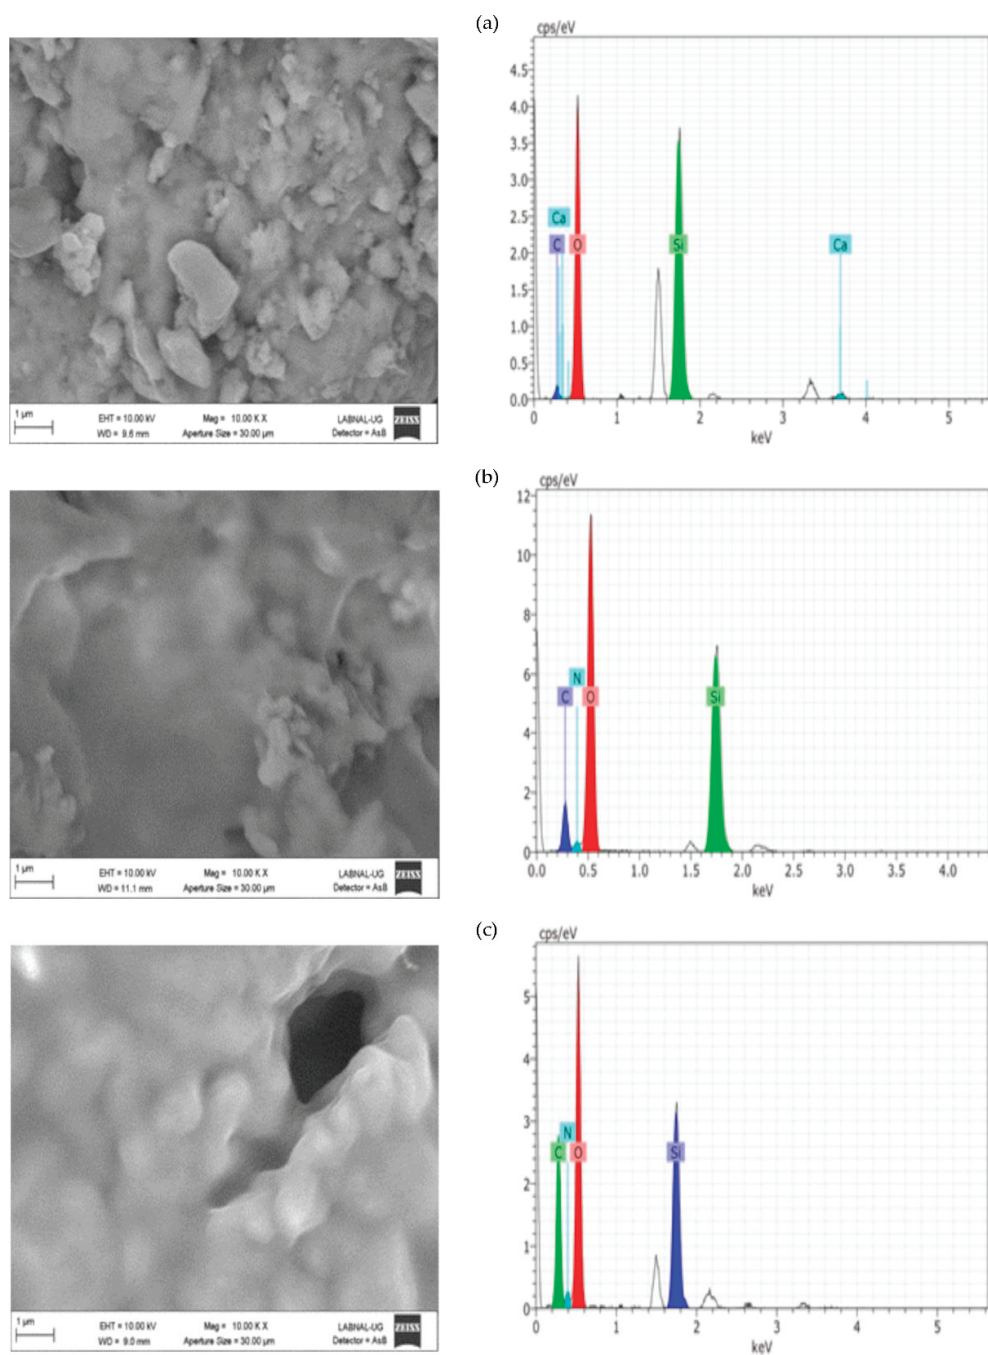 (a)
cps/eV
4.5
4.0
3.5
3.0
2.5
2.0
1.5
1.0
0.5
0.0
Ca
C
O
Si
Ca
0 1 2 3 4 5
keV
1 µm
EHT = 10.00 kV
Mag = 10.00 K X
LABNAL-UG
WD = 9.6 mm
Aperture Size = 30.00 µm
Detector = AsB
ZEISS
(b)
cps/eV
12
10
8
6
4
2
0
N
C
O
Si
0.0 0.5 1.0 1.5 2.0 2.5 3.0 3.5 4.0
keV
1 µm
EHT = 10.00 kV
Mag = 10.00 K X
LABNAL-UG
WD = 11.1 mm
Aperture Size = 30.00 µm
Detector = AsB
ZEISS
(c)
cps/eV
5
4
3
2
1
0
N
C
O
Si
0 1 2 3 4 5
keV
1 µm
EHT = 10.00 kV
Mag = 10.00 K X
LABNAL-UG
WD = 9.0 mm
Aperture Size = 30.00 µm
Detector = AsB
ZEISS